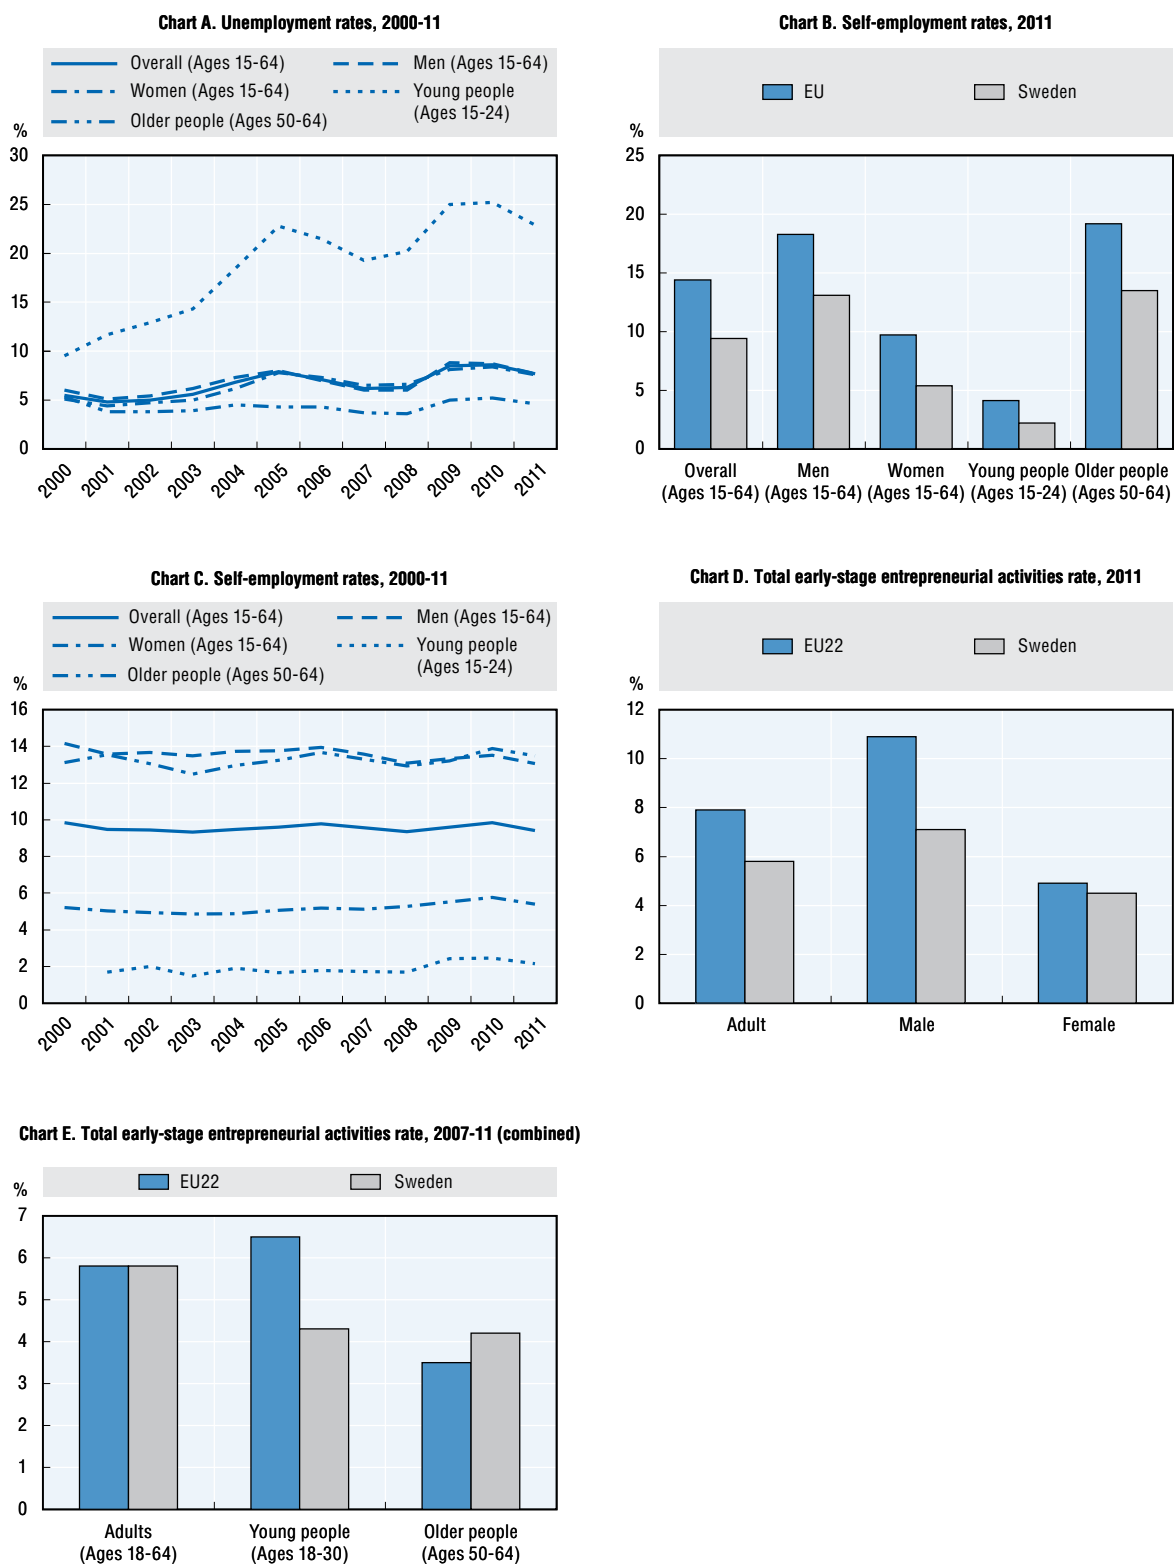 Chart A. Unemployment rates, 2000-11
Overall (Ages 15-64)
Men (Ages 15-64)
Women (Ages 15-64)
Young people
(Ages 15-24)
Older people (Ages 50-64)
%
30
25
20
15
10
5
0
2000
2001
2002
2003
2004
2005
2006
2007
2008
2009
2010
2011
Chart B. Self-employment rates, 2011
EU
Sweden
%
25
20
15
10
5
0
Overall
(Ages 15-64)
Men
(Ages 15-64)
Women
(Ages 15-64)
Young people
(Ages 15-24)
Older people
(Ages 50-64)
Chart C. Self-employment rates, 2000-11
Overall (Ages 15-64)
Men (Ages 15-64)
Women (Ages 15-64)
Young people
(Ages 15-24)
Older people (Ages 50-64)
%
16
14
12
10
8
6
4
2
0
2000
2001
2002
2003
2004
2005
2006
2007
2008
2009
2010
2011
Chart D. Total early-stage entrepreneurial activities rate, 2011
EU22
Sweden
%
12
10
8
6
4
2
0
Adult
Male
Female
Chart E. Total early-stage entrepreneurial activities rate, 2007-11 (combined)
EU22
Sweden
%
7
6
5
4
3
2
1
0
Adults
(Ages 18-64)
Young people
(Ages 18-30)
Older people
(Ages 50-64)